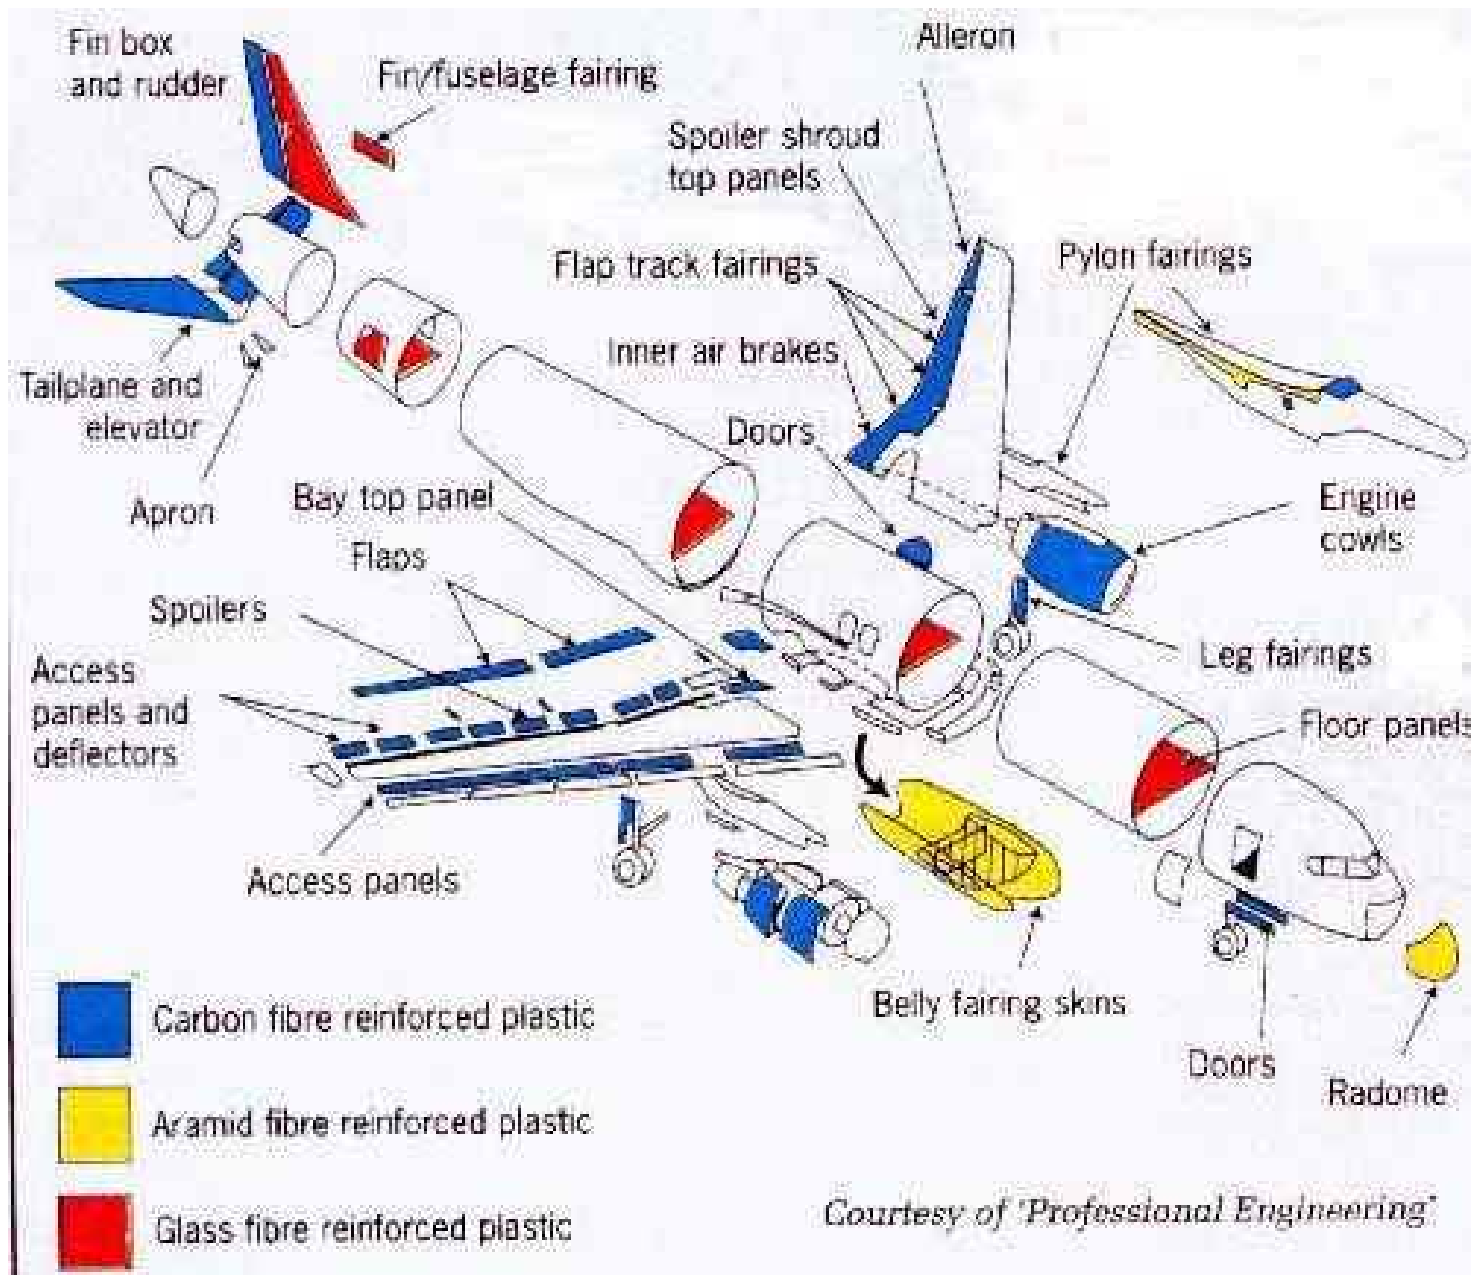 Fin box
and rudder
Fin/fuselage fairing
Aileron
Spoiler shroud
top panels
Flap track fairings
Pylon fairings
Inner air brakes
Tailplane and
elevator
Doors
Apron
Bay top panel
Engine
cowls
Flaps
Spoilers
Leg fairings
Access
panels and
deflectors
Floor panels
Access panels
Belly fairing skins
Doors
Radome
Carbon fibre reinforced plastic
Aramid fibre reinforced plastic
Glass fibre reinforced plastic
Courtesy of 'Professional Engineering'